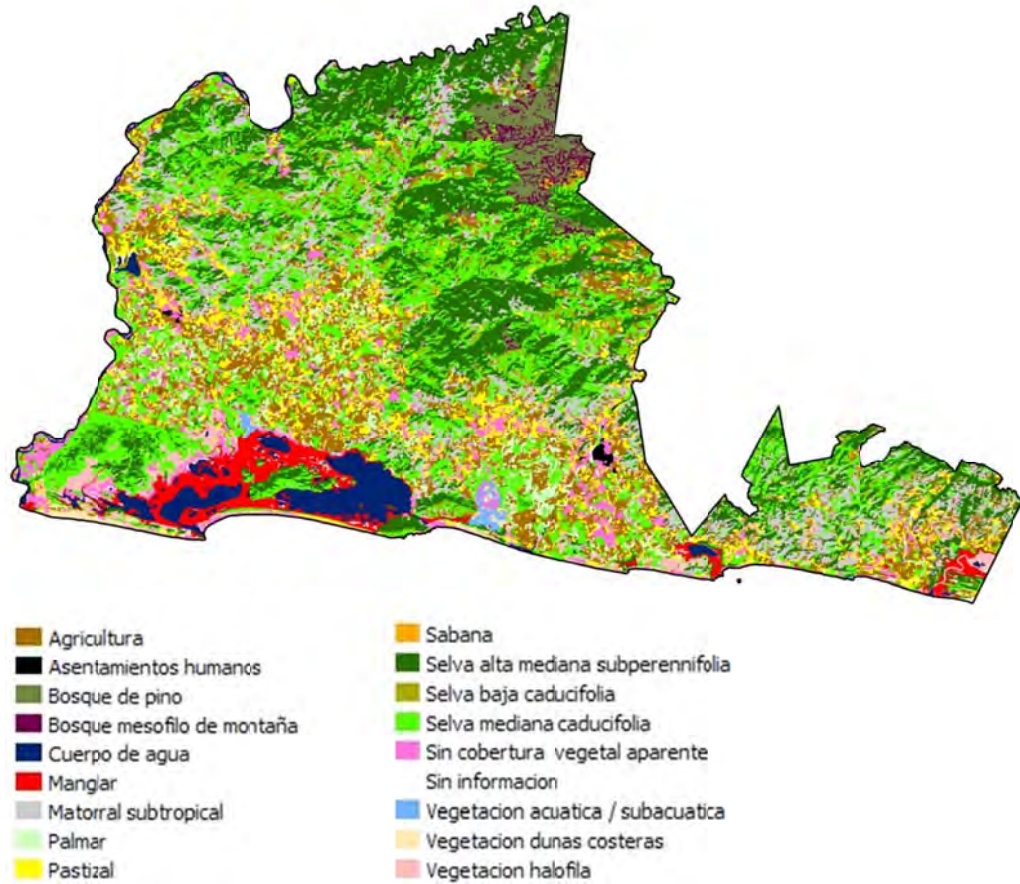 Agricultura
Asentamientos humanos
Bosque de pino
Bosque mesofilo de montaña
Cuerpo de agua
Manglar
Matorral subtropical
Palmar
Pastizal
Sabana
Selva alta mediana subperennifolia
Selva baja caducifolia
Selva mediana caducifolia
Sin cobertura vegetal aparente
Sin informacion
Vegetacion acuatica / subacuatica
Vegetacion dunas costeras
Vegetacion halofila